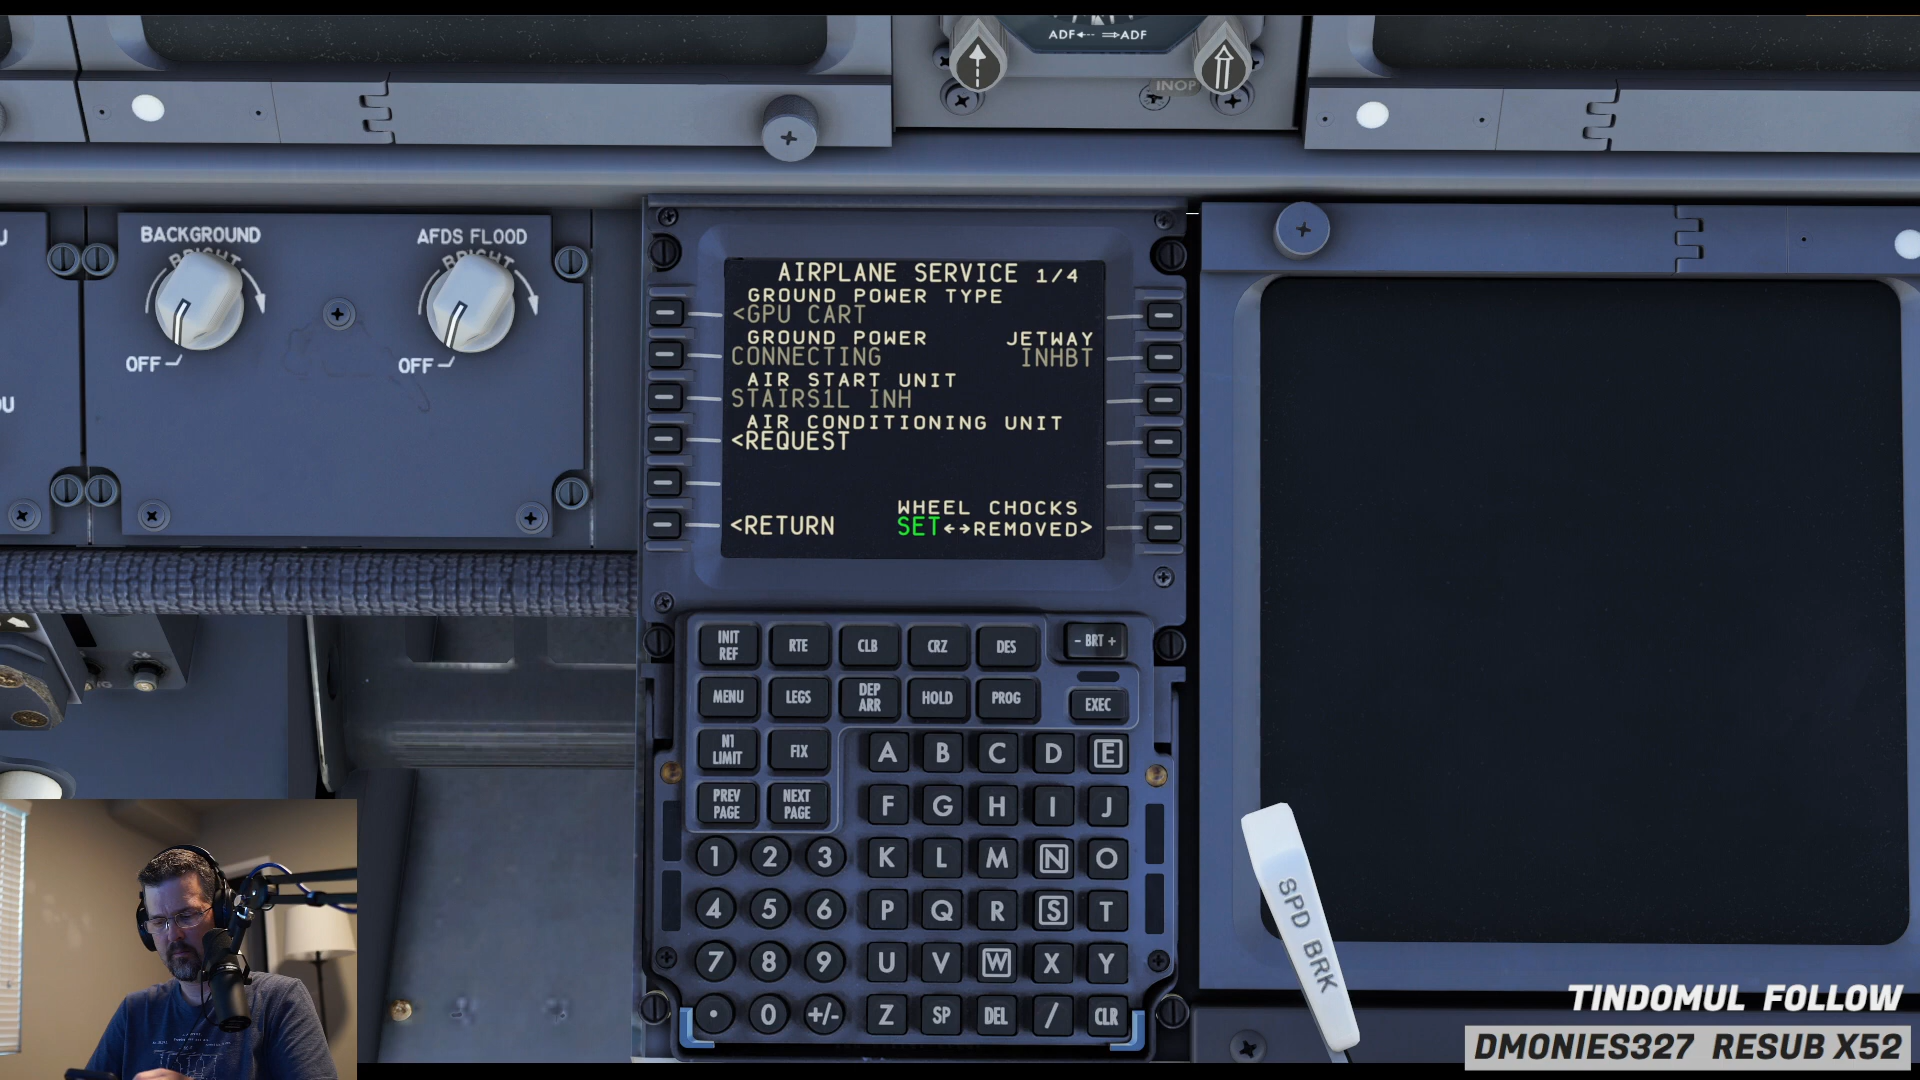 ADF ADF
INOP
BACKGROUND
BRIGHT
OFF
AFDS FLOOD
BRIGHT
OFF
AIRPLANE SERVICE 1/4
GROUND POWER TYPE
<GPU CART
GROUND POWER JETWAY
CONNECTING INHBT
AIR START UNIT
STAIRS1L INH
AIR CONDITIONING UNIT
<REQUEST
WHEEL CHOCKS
<RETURN SET←→REMOVED>
INIT REF RTE CLB CRZ DES - BRT +
MENU LEGS DEP ARR HOLD PROG EXEC
N1 LIMIT FIX A B C D E
PREV PAGE NEXT PAGE F G H I J
1 2 3 K L M N O
4 5 6 P Q R S T
7 8 9 U V W X Y
. 0 +/- Z SP DEL / CLR
SPD BRK
TINDOMUL FOLLOW
DMONIES327 RESUB X52